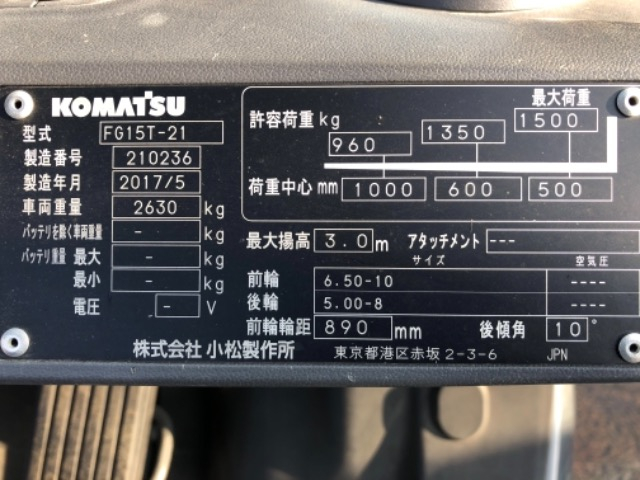 KOMATSU
型式 FG15T-21
製造番号 210236
製造年月 2017/5
車両重量 2630 kg
バッテリを除く車両重量 - kg
バッテリ重量 最大 - kg
最小 - kg
電圧 - V
最大荷重
許容荷重 kg 960 1350 1500
荷重中心 mm 1000 600 500
最大揚高 3.0 m アタッチメント ---
サイズ 空気圧
前輪 6.50-10 ----
後輪 5.00-8 ----
前輪輪距 890 mm 後傾角 10°
株式会社 小松製作所 東京都港区赤坂2-3-6 JPN